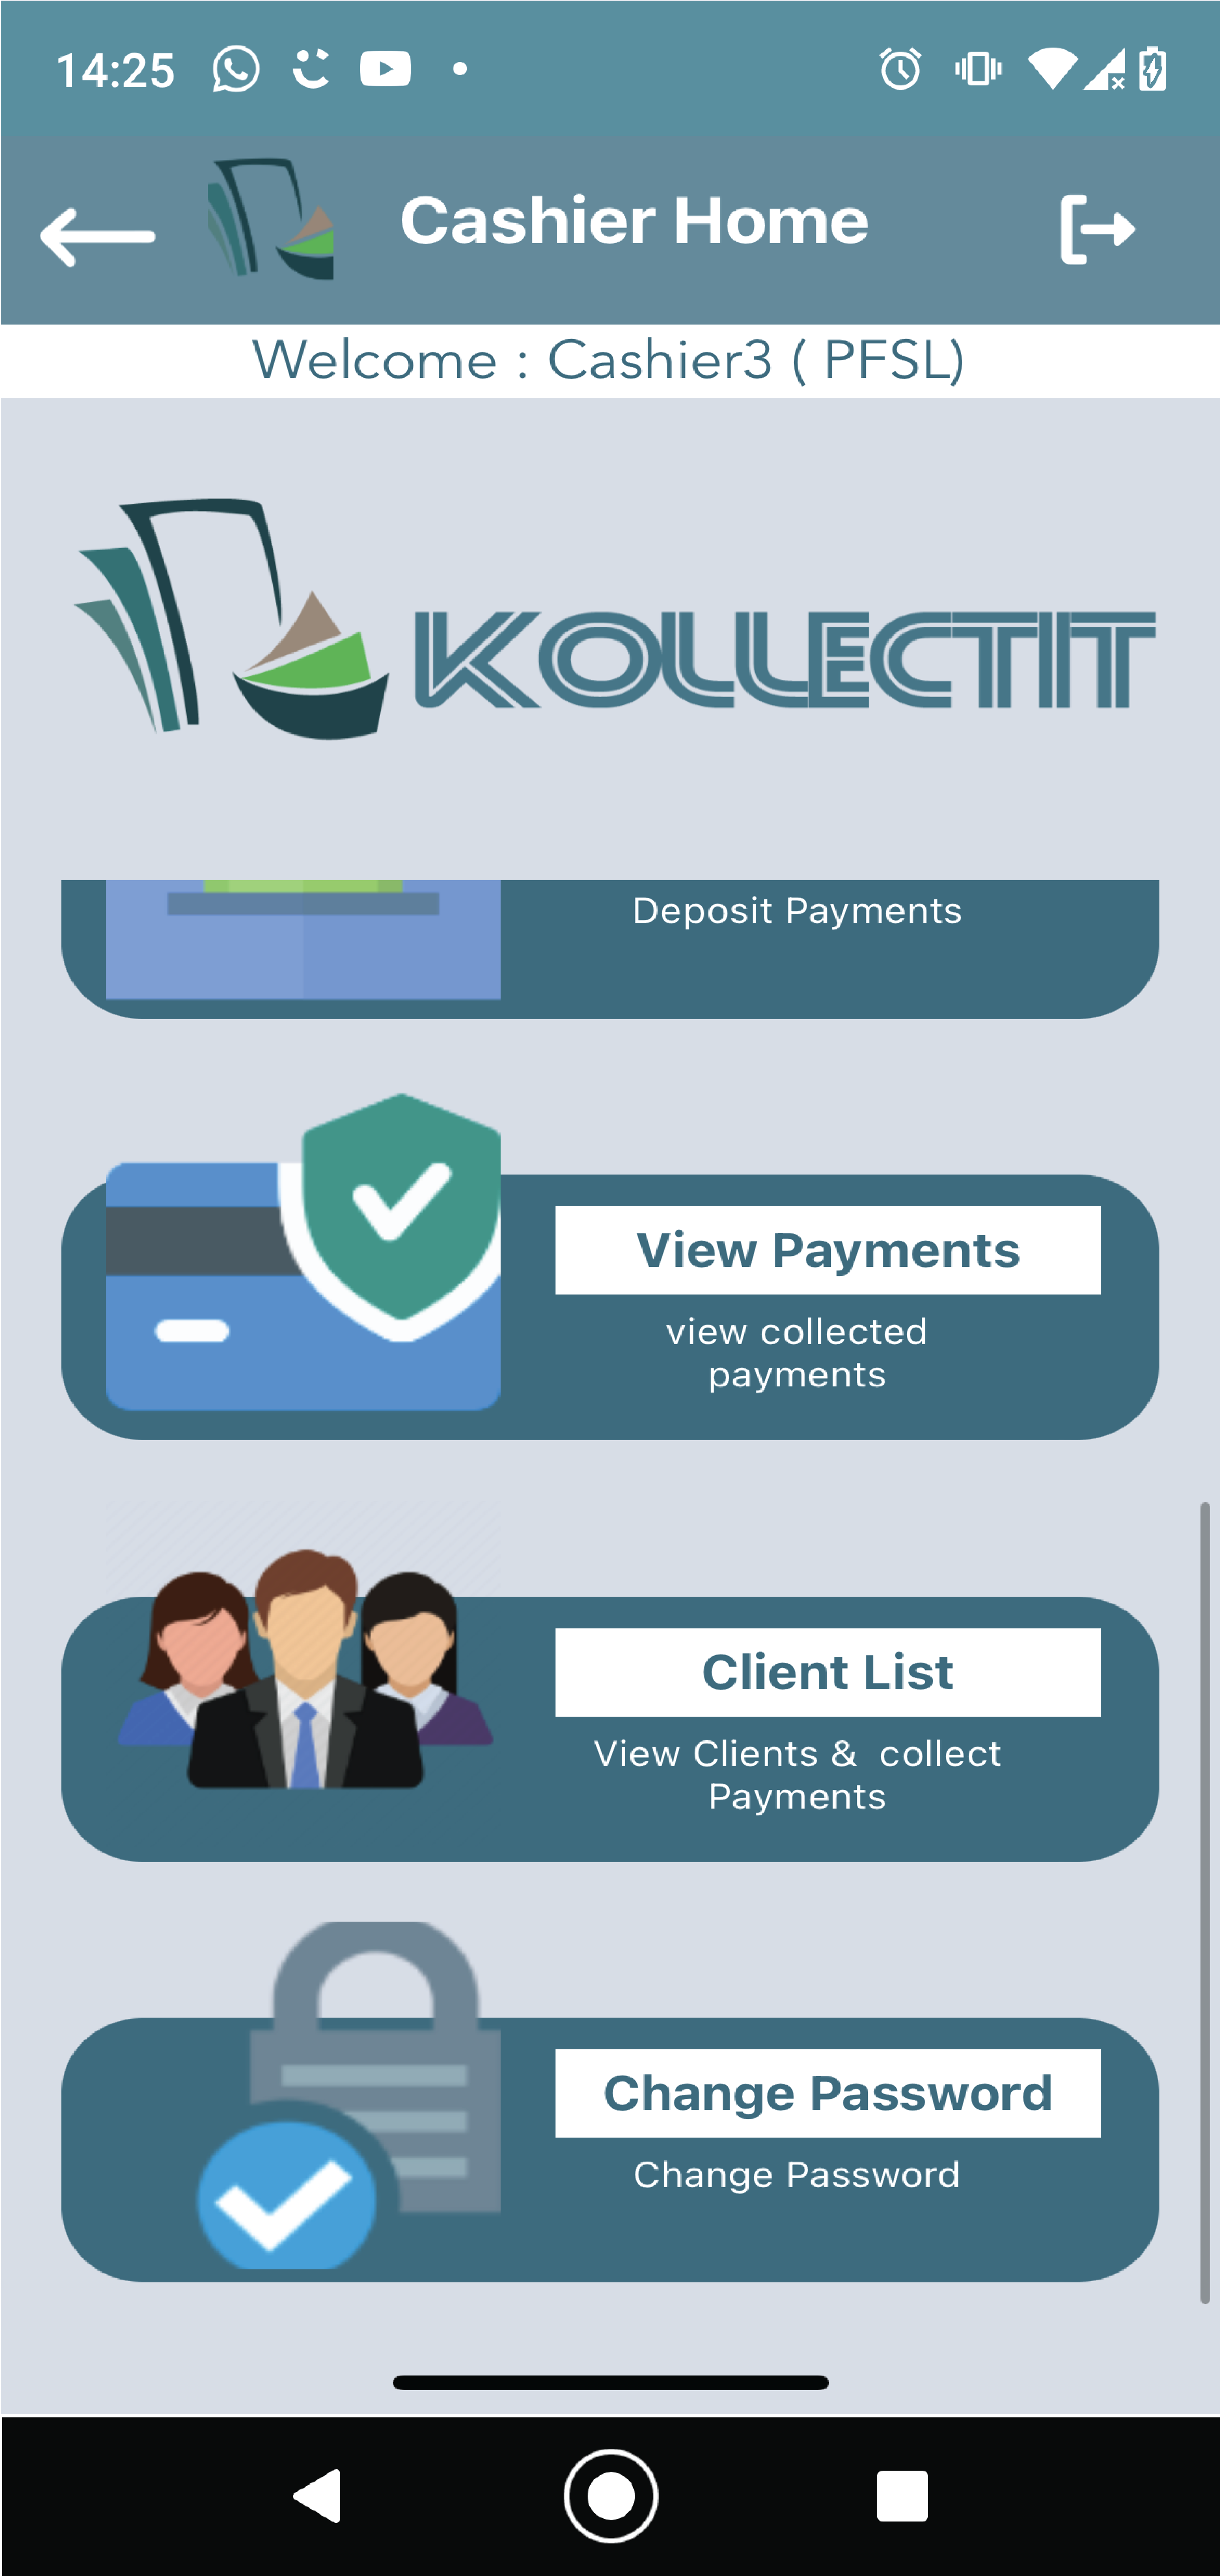 14:25
Cashier Home
Welcome : Cashier3 ( PFSL)
KOLLECTIT
Deposit Payments
View Payments
view collected
payments
Client List
View Clients &  collect
Payments
Change Password
Change Password